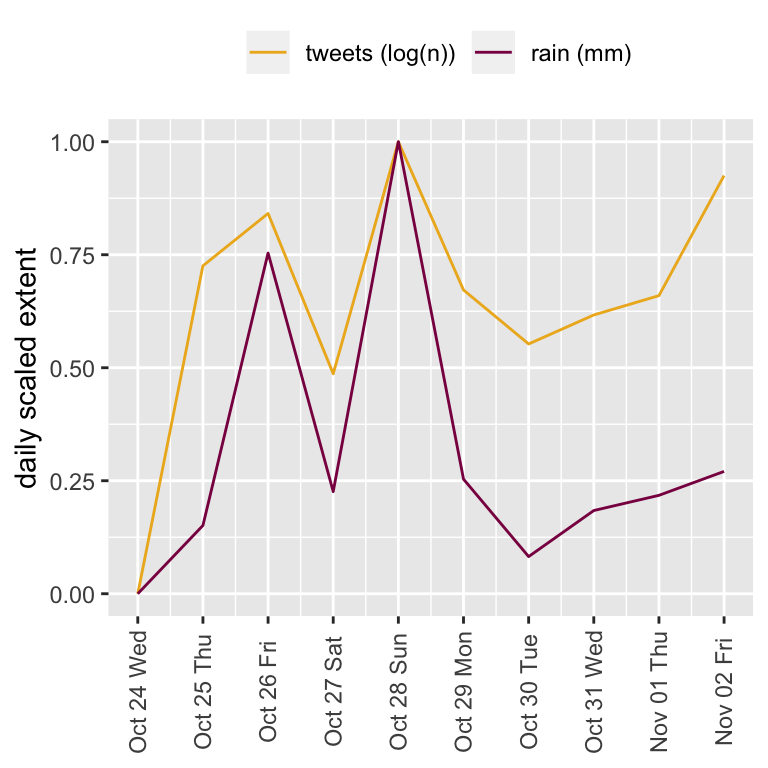 tweets (log(n)) rain (mm)
daily scaled extent
1.00
0.75
0.50
0.25
0.00
Oct 24 Wed
Oct 25 Thu
Oct 26 Fri
Oct 27 Sat
Oct 28 Sun
Oct 29 Mon
Oct 30 Tue
Oct 31 Wed
Nov 01 Thu
Nov 02 Fri